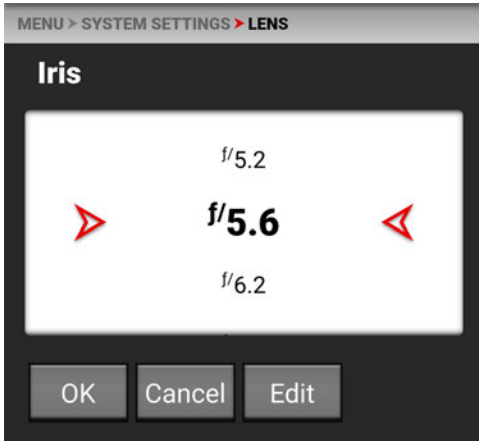 MENU > SYSTEM SETTINGS > LENS
Iris
ƒ/5.2
ƒ/5.6
ƒ/6.2
OK Cancel Edit